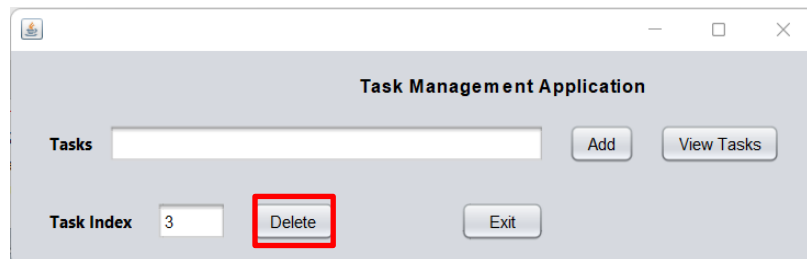 Task Management Application
Tasks Add View Tasks
Task Index 3 Delete Exit